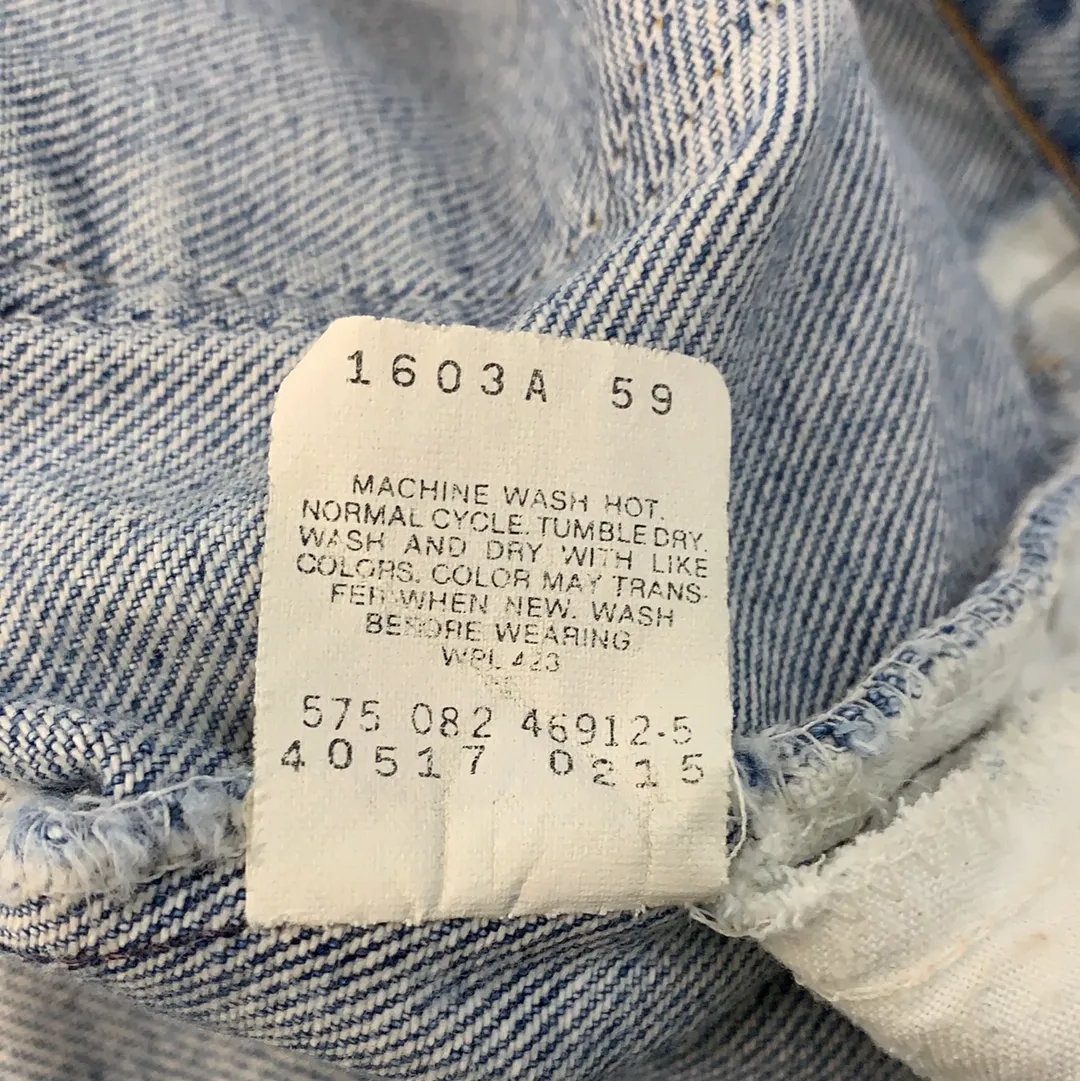 1603A 59
MACHINE WASH HOT.
NORMAL CYCLE. TUMBLE DRY.
WASH AND DRY WITH LIKE
COLORS. COLOR MAY TRANS-
FER WHEN NEW. WASH
BEFORE WEARING
WPL 423
575 082 46912-5
40517 0215